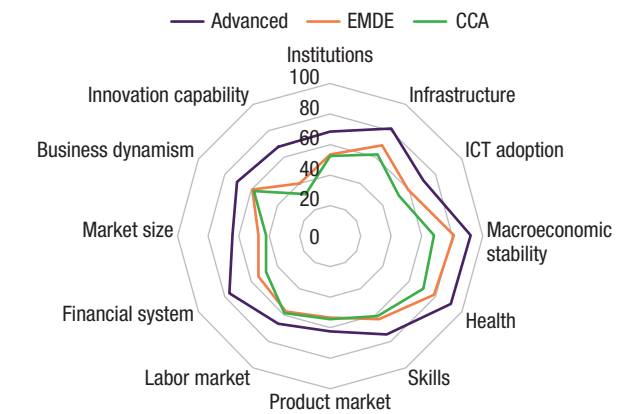 Advanced EMDE CCA
Institutions
100
Innovation capability
Infrastructure
80
Business dynamism
60
ICT adoption
40
20
Market size
0
Macroeconomic
stability
Financial system
Health
Labor market
Skills
Product market